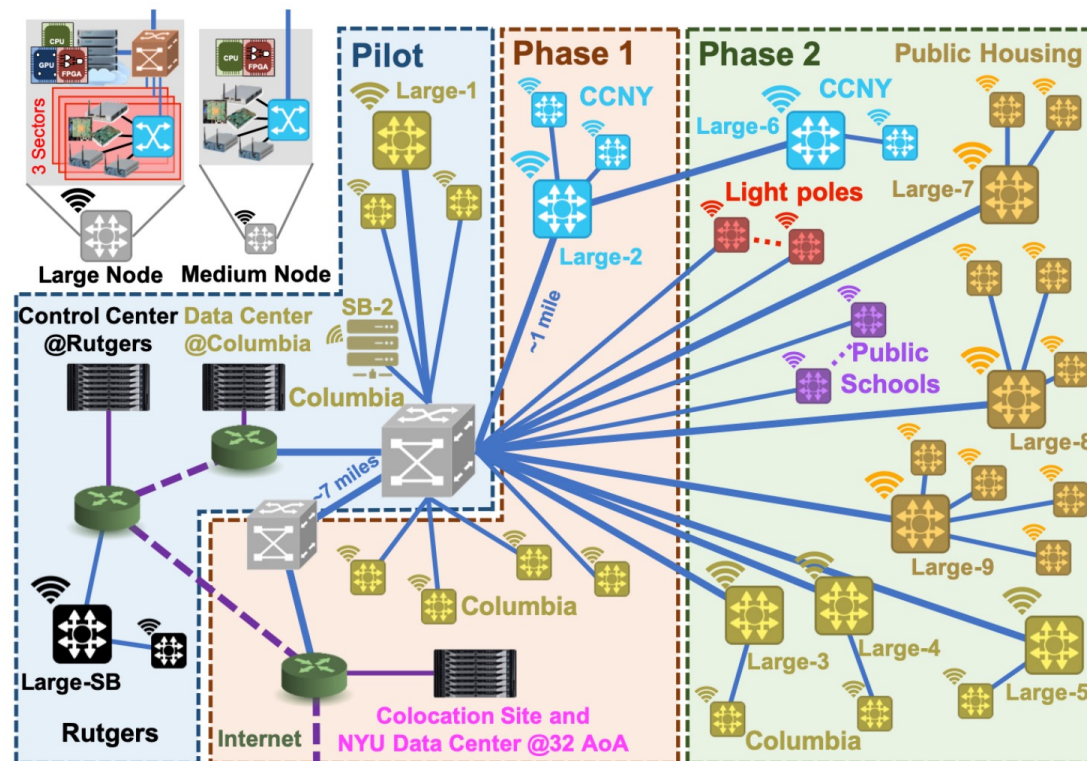 CPU
GPU
FPGA
3 Sectors
Large Node
CPU
FPGA
Medium Node
Pilot
Large-1
SB-2
Columbia
Control Center
@Rutgers
Data Center
@Columbia
~7 miles
Large-SB
Rutgers
Phase 1
CCNY
Large-2
~1 mile
Columbia
Internet
Colocation Site and
NYU Data Center @32 AoA
Phase 2
Public Housing
CCNY
Large-6
Large-7
Light poles
Public
Schools
Large-8
Large-9
Large-3
Large-4
Large-5
Columbia